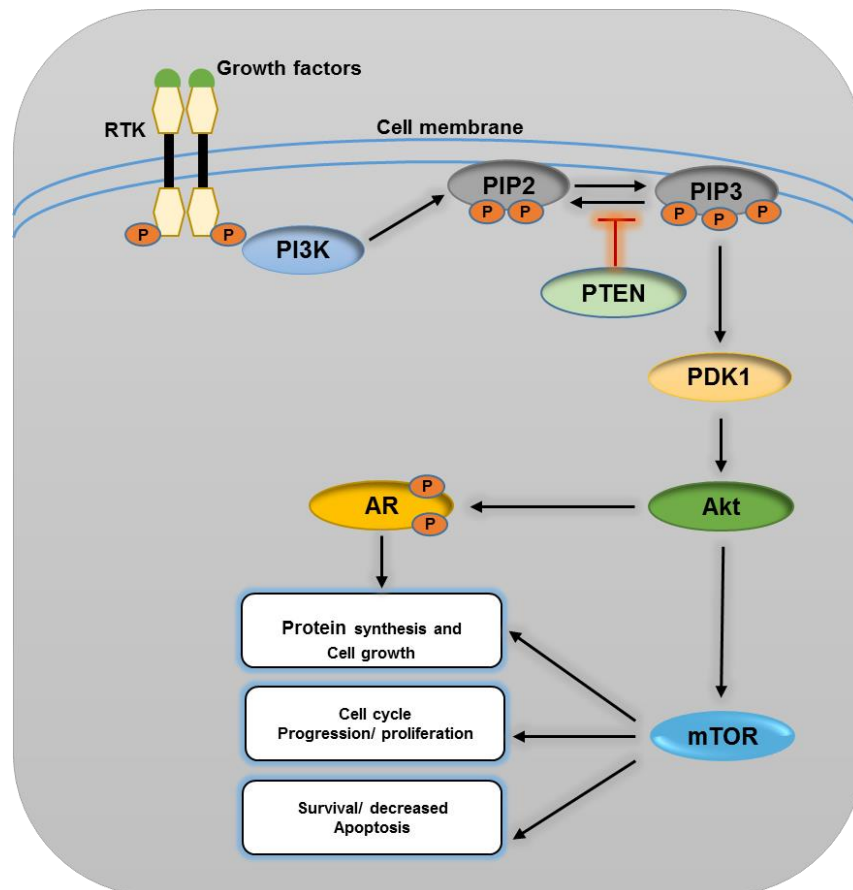 Growth factors
RTK
Cell membrane
PIP2
PIP3
P
P
P
P
P
P
P
PI3K
PTEN
PDK1
P
AR
P
Akt
Protein synthesis and
Cell growth
Cell cycle
Progression/ proliferation
mTOR
Survival/ decreased
Apoptosis